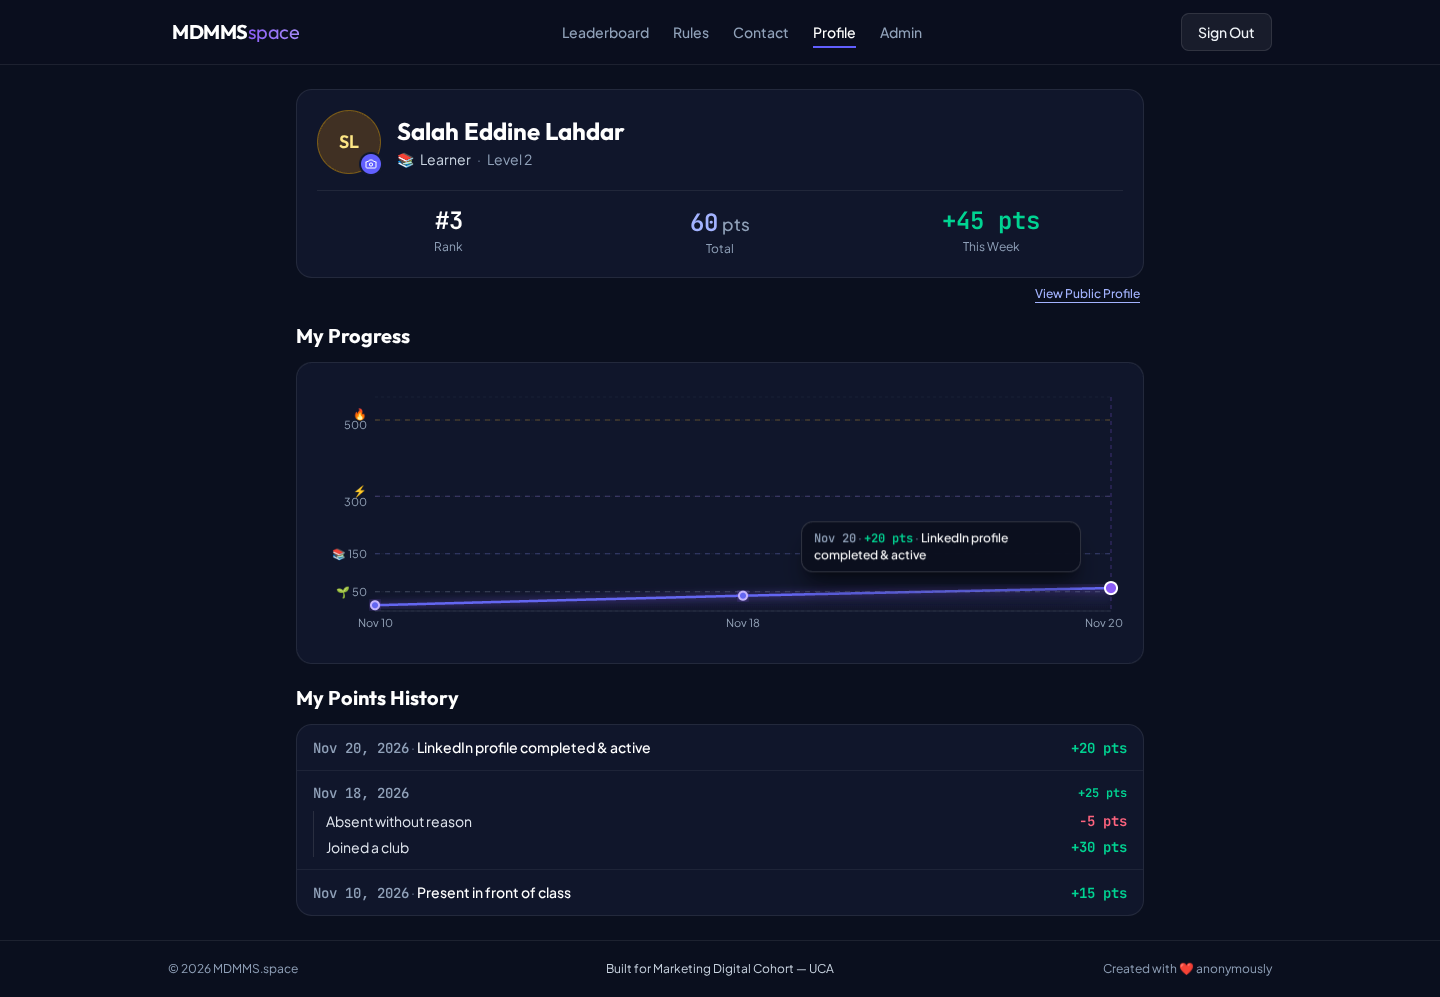 MDMMSspace
Leaderboard Rules Contact Profile Admin
Sign Out
SL
Salah Eddine Lahdar
📚 Learner · Level 2
#3
Rank
60 pts
Total
+45 pts
This Week
View Public Profile
My Progress
🔥
500
⚡
300
📚 150
🌱 50
Nov 20 · +20 pts · LinkedIn profile
completed & active
Nov 10 Nov 18 Nov 20
My Points History
Nov 20, 2026 · LinkedIn profile completed & active +20 pts
Nov 18, 2026 +25 pts
Absent without reason -5 pts
Joined a club +30 pts
Nov 10, 2026 · Present in front of class +15 pts
© 2026 MDMMS.space
Built for Marketing Digital Cohort — UCA
Created with ❤️ anonymously